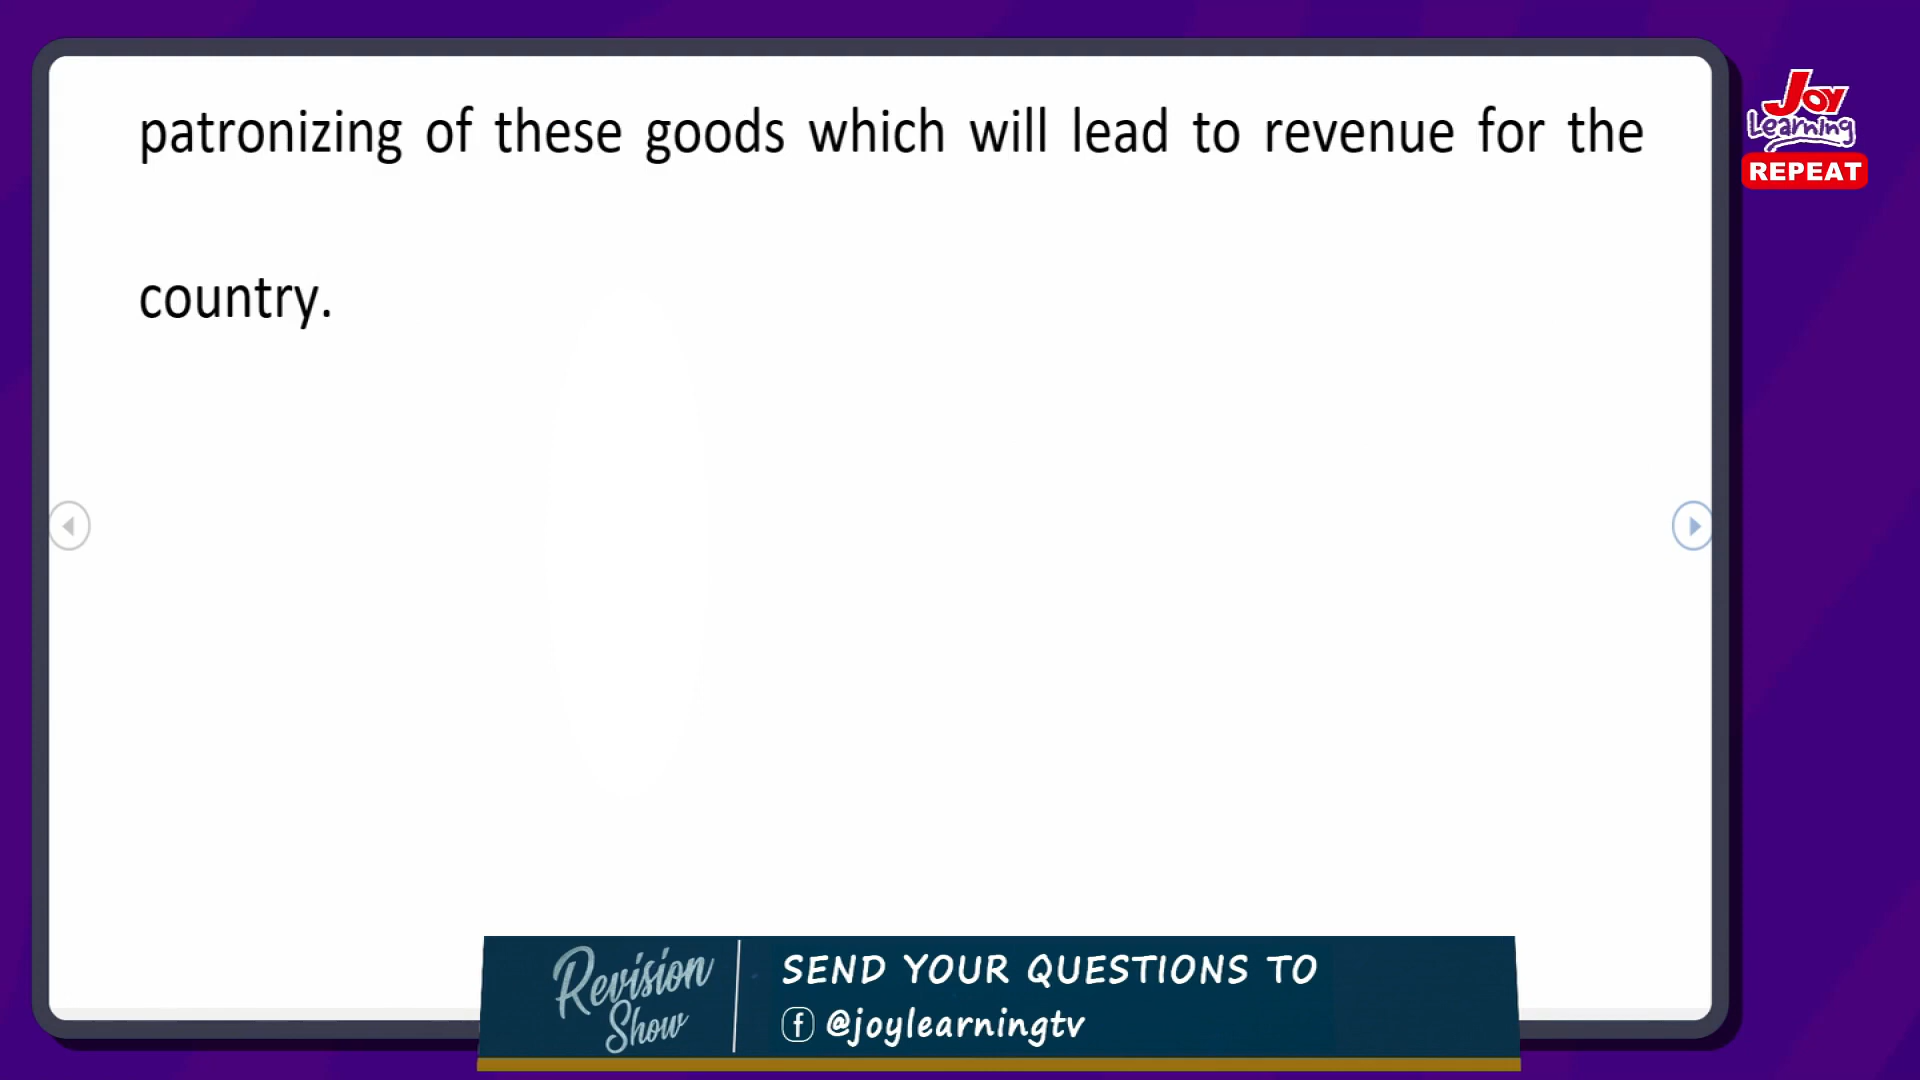 patronizing of these goods which will lead to revenue for the
country.
Joy
Learning
REPEAT
Revision
Show
SEND YOUR QUESTIONS TO
@joylearningtv